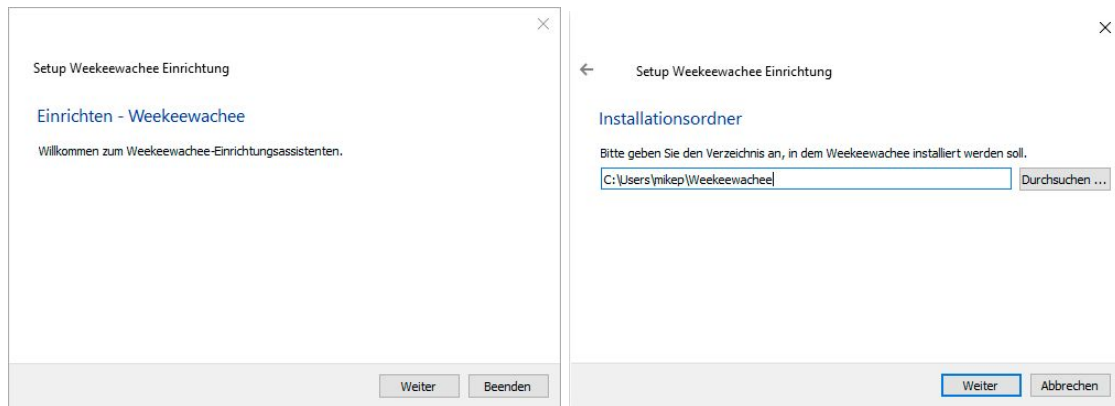 Setup Weekeewachee Einrichtung
Einrichten - Weekeewachee
Willkommen zum Weekeewachee-Einrichtungsassistenten.
Weiter
Beenden
Setup Weekeewachee Einrichtung
Installationsordner
Bitte geben Sie den Verzeichnis an, in dem Weekeewachee installiert werden soll.
C:\Users\mikep\Weekeewachee
Durchsuchen ...
Weiter
Abbrechen